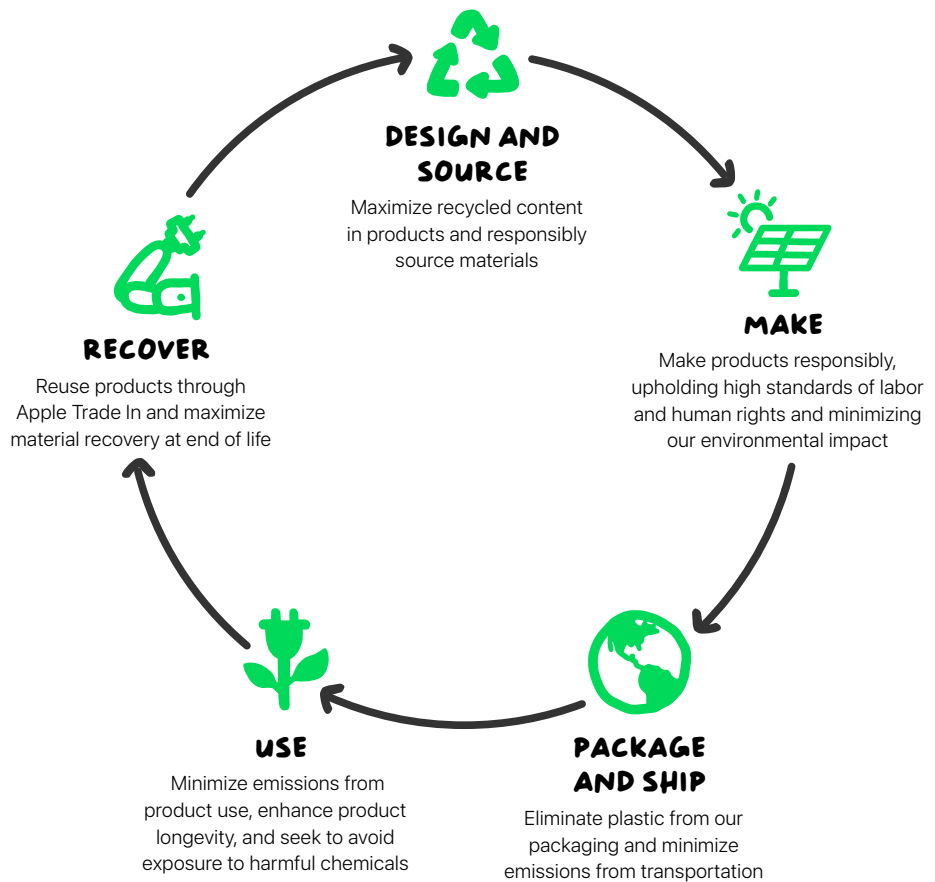 DESIGN AND
SOURCE
Maximize recycled content
in products and responsibly
source materials
MAKE
Make products responsibly,
upholding high standards of labor
and human rights and minimizing
our environmental impact
PACKAGE
AND SHIP
Eliminate plastic from our
packaging and minimize
emissions from transportation
USE
Minimize emissions from
product use, enhance product
longevity, and seek to avoid
exposure to harmful chemicals
RECOVER
Reuse products through
Apple Trade In and maximize
material recovery at end of life